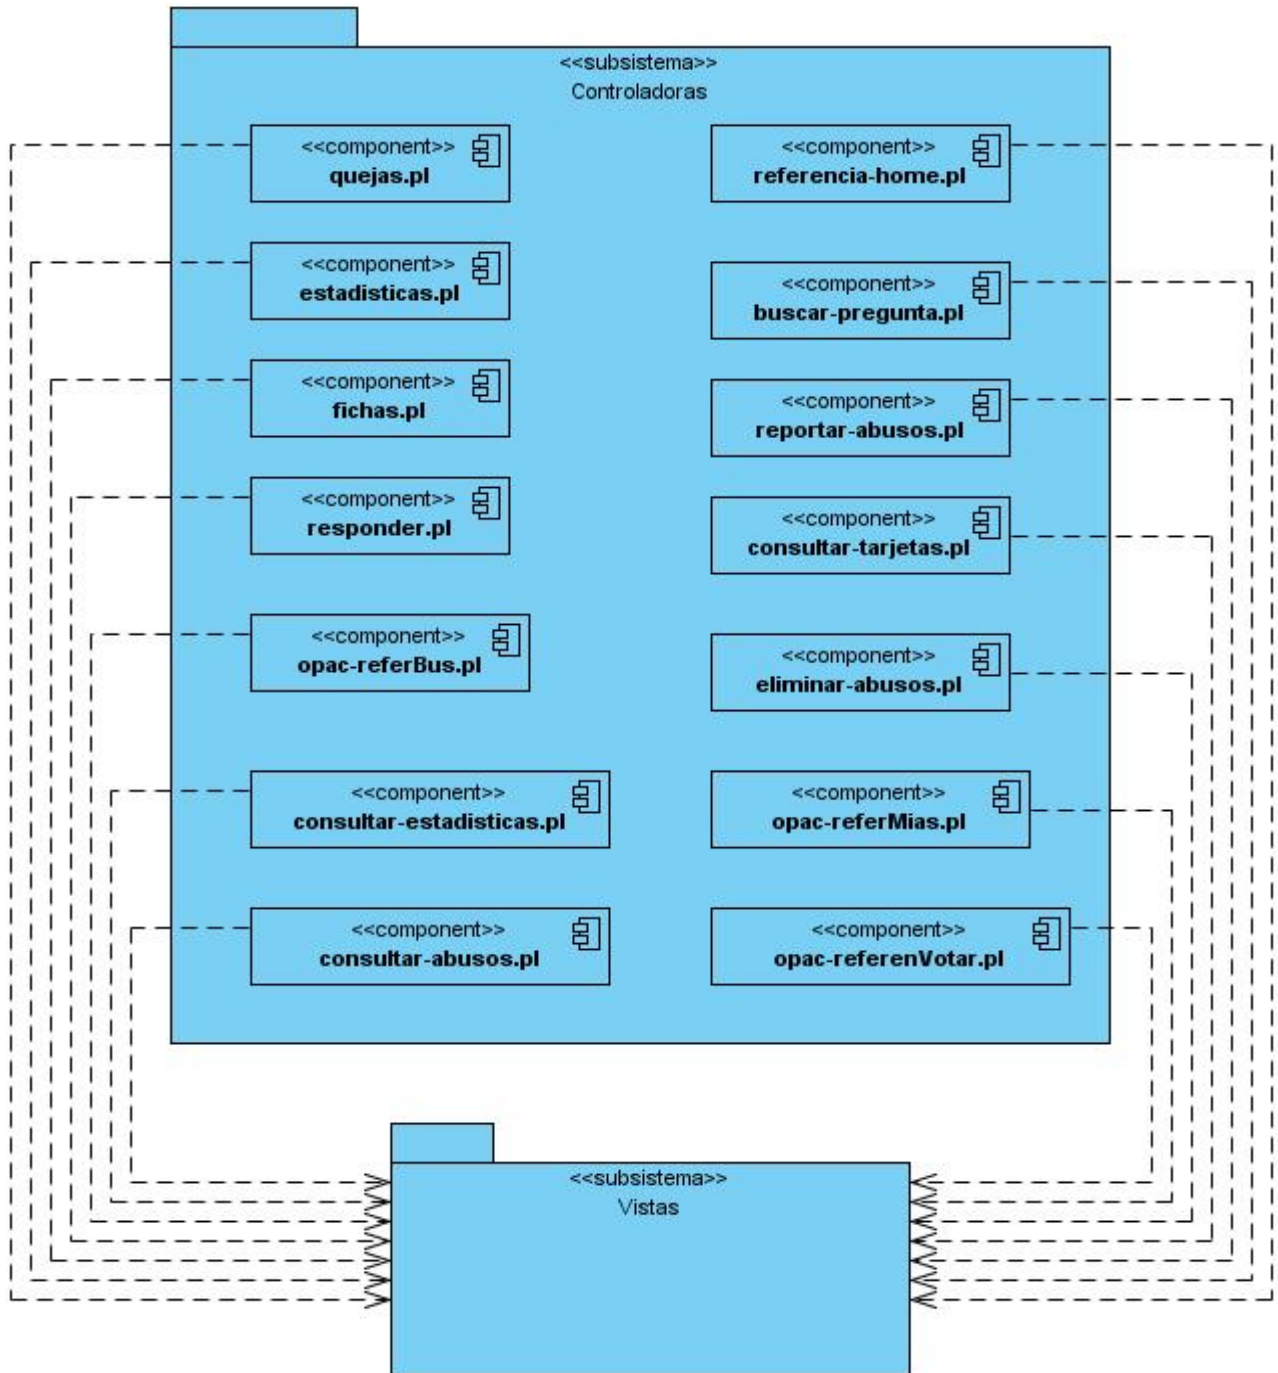 <<subsistema>>
Controladoras
<<component>>
quejas.pl
<<component>>
referencia-home.pl
<<component>>
estadisticas.pl
<<component>>
buscar-pregunta.pl
<<component>>
fichas.pl
<<component>>
reportar-abusos.pl
<<component>>
responder.pl
<<component>>
consultar-tarjetas.pl
<<component>>
opac-referBus.pl
<<component>>
eliminar-abusos.pl
<<component>>
consultar-estadisticas.pl
<<component>>
opac-referMias.pl
<<component>>
consultar-abusos.pl
<<component>>
opac-referenVotar.pl
<<subsistema>>
Vistas